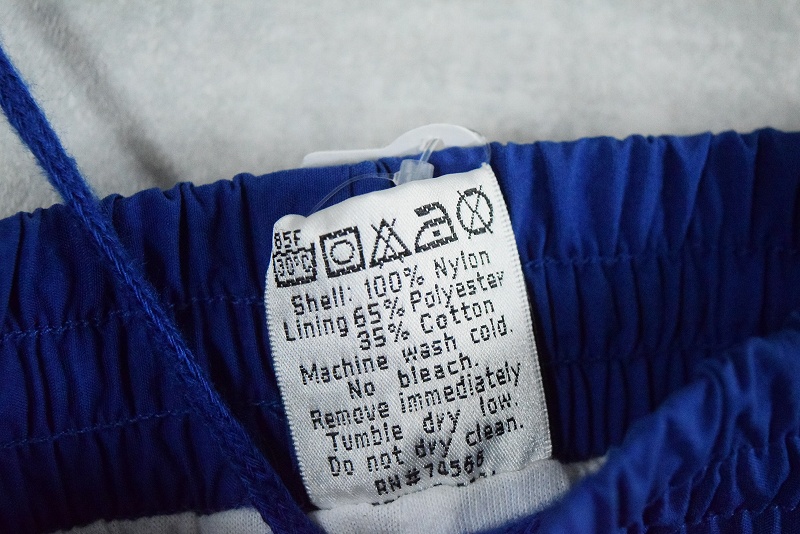 85F
30°C
Shell: 100% Nylon
Lining 65% Polyester
35% Cotton
Machine wash cold.
No bleach.
Remove immediately
Tumble dry low.
Do not dry clean.
RN#74566